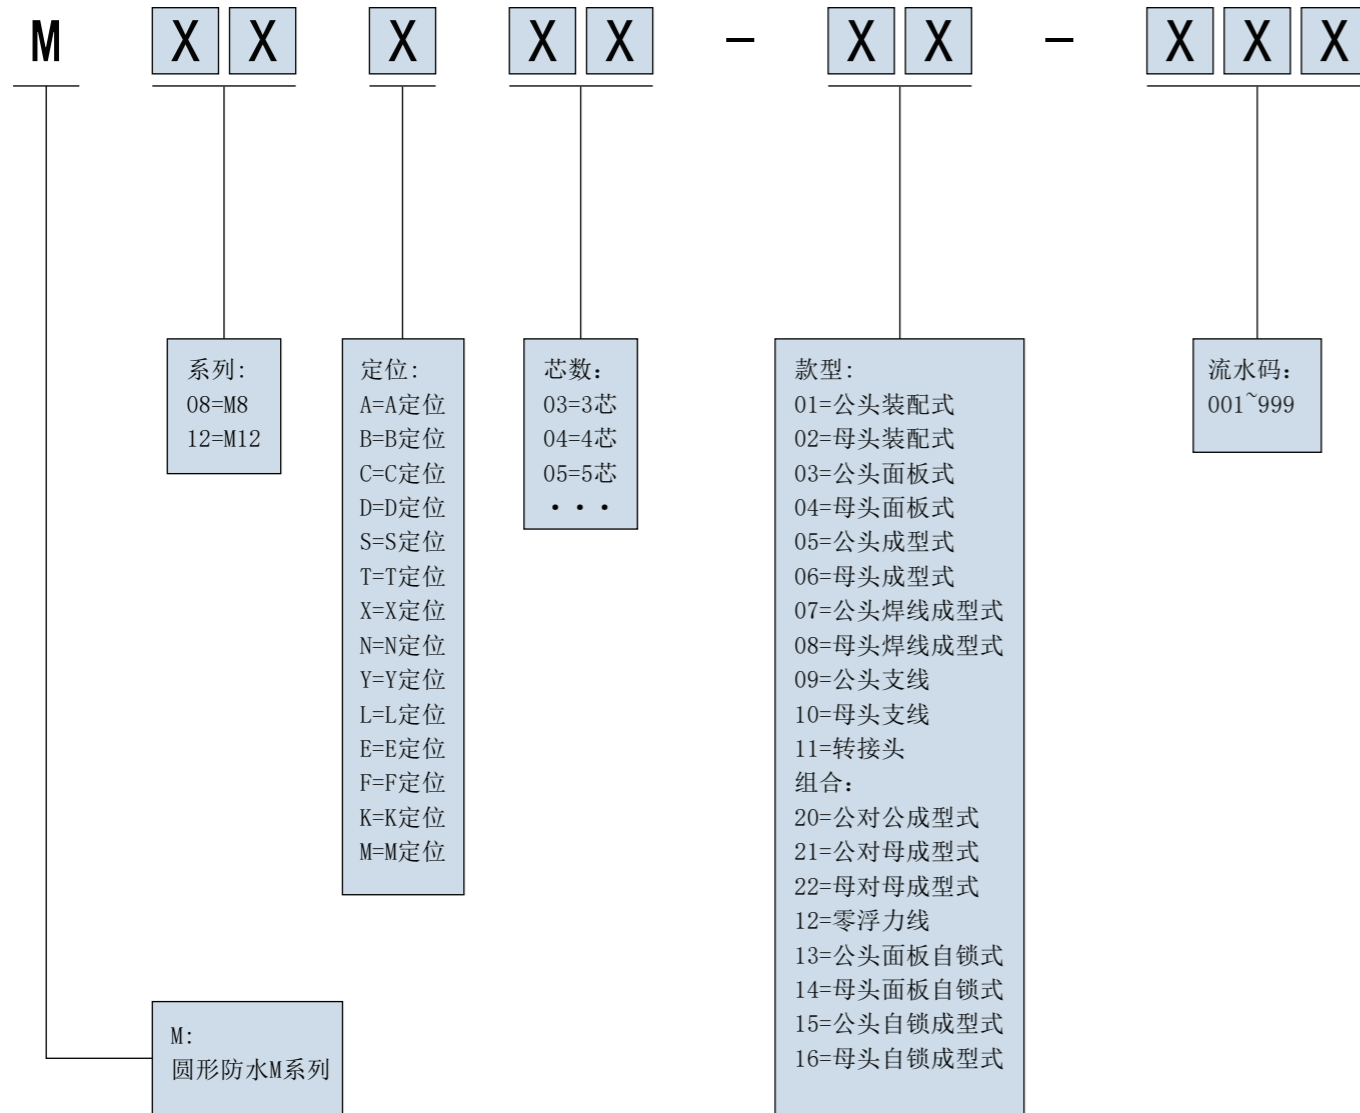 M XX X XX - XX - XXX
系列:
08=M8
12=M12
定位:
A=A定位
B=B定位
C=C定位
D=D定位
S=S定位
T=T定位
X=X定位
N=N定位
Y=Y定位
L=L定位
E=E定位
F=F定位
K=K定位
M=M定位
芯数:
03=3芯
04=4芯
05=5芯
···
款型:
01=公头装配式
02=母头装配式
03=公头面板式
04=母头面板式
05=公头成型式
06=母头成型式
07=公头焊线成型式
08=母头焊线成型式
09=公头支线
10=母头支线
11=转接头
组合:
20=公对公成型式
21=公对母成型式
22=母对母成型式
12=零浮力线
13=公头面板自锁式
14=母头面板自锁式
15=公头自锁成型式
16=母头自锁成型式
流水码:
001~999
M:
圆形防水M系列